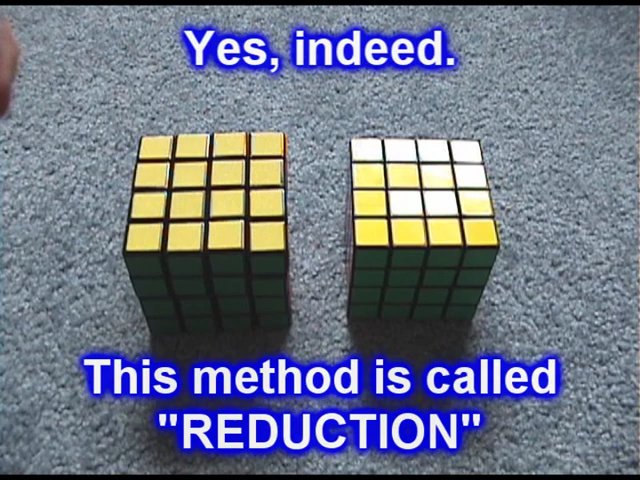 Yes, indeed.
This method is called
"REDUCTION"